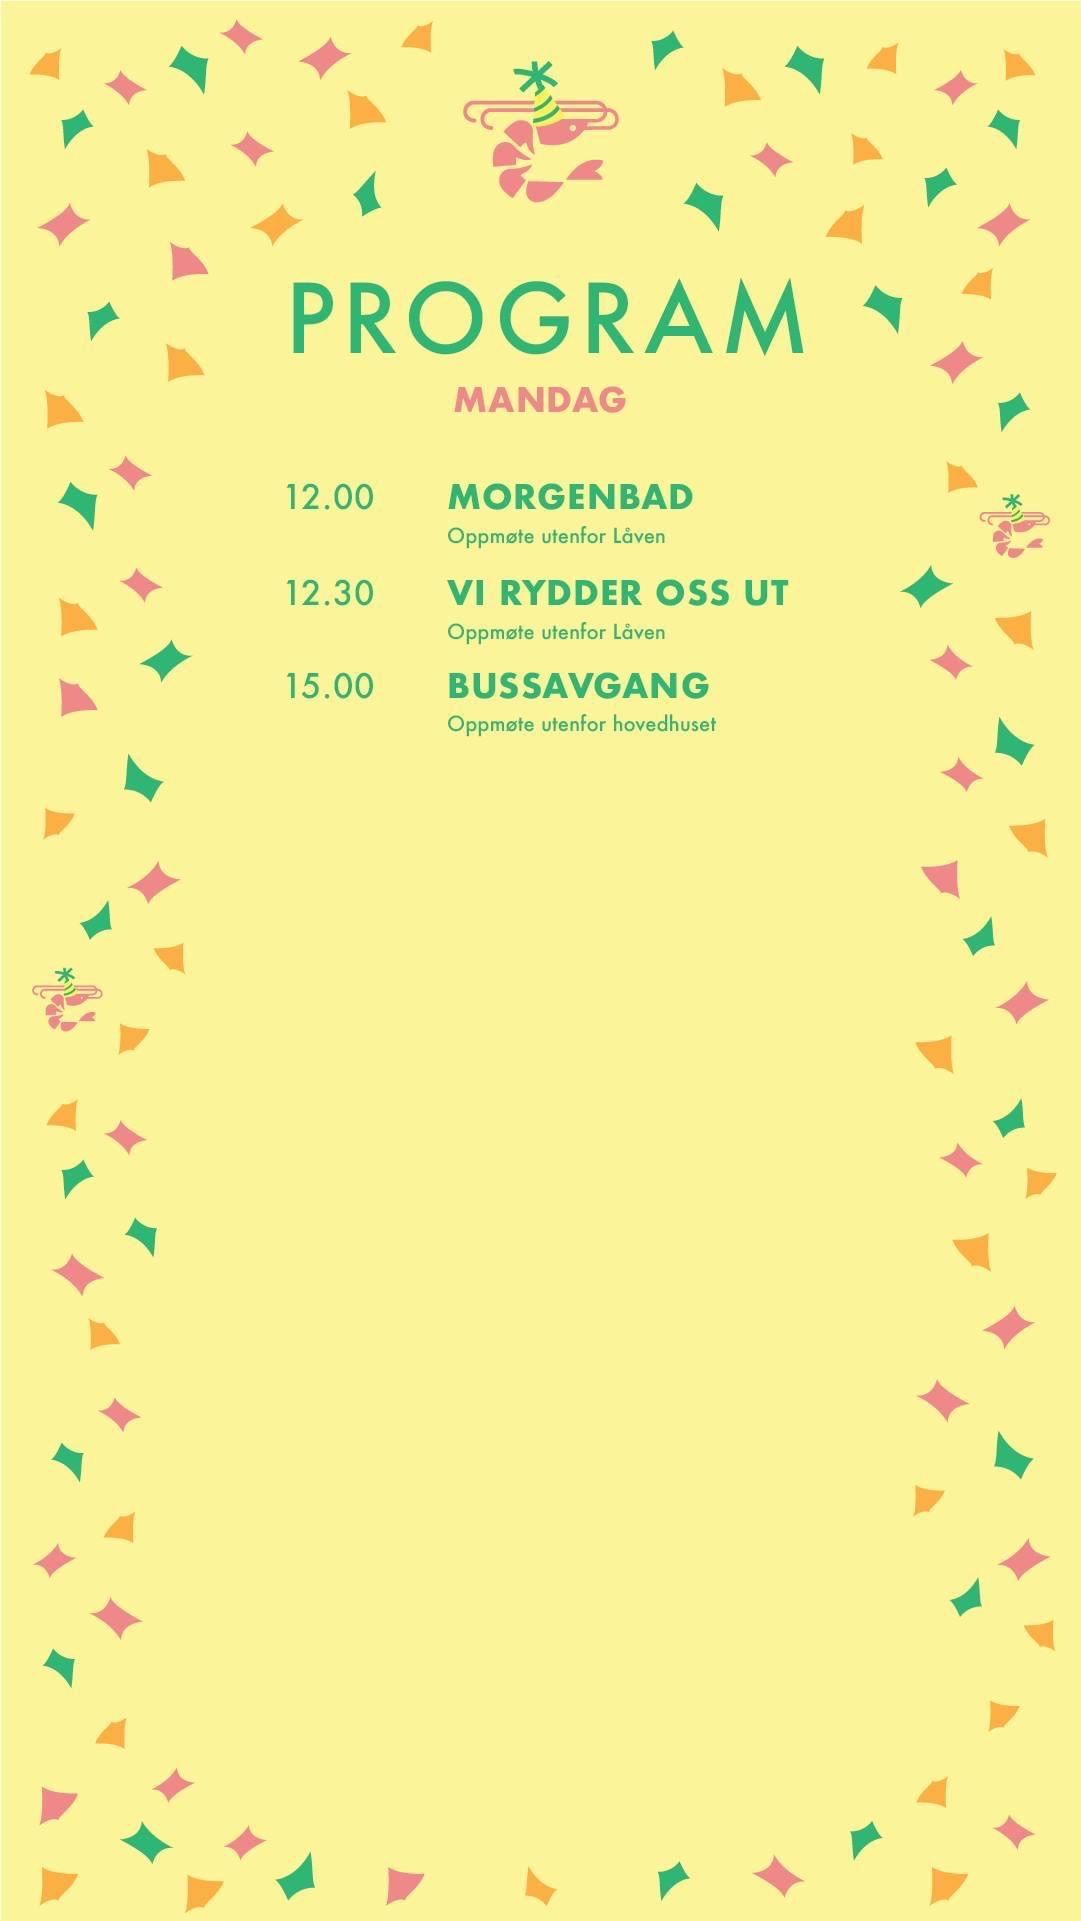 PROGRAM
MANDAG
12.00 MORGENBAD
Oppmøte utenfor Låven
12.30 VI RYDDER OSS UT
Oppmøte utenfor Låven
15.00 BUSSAVGANG
Oppmøte utenfor hovedhuset